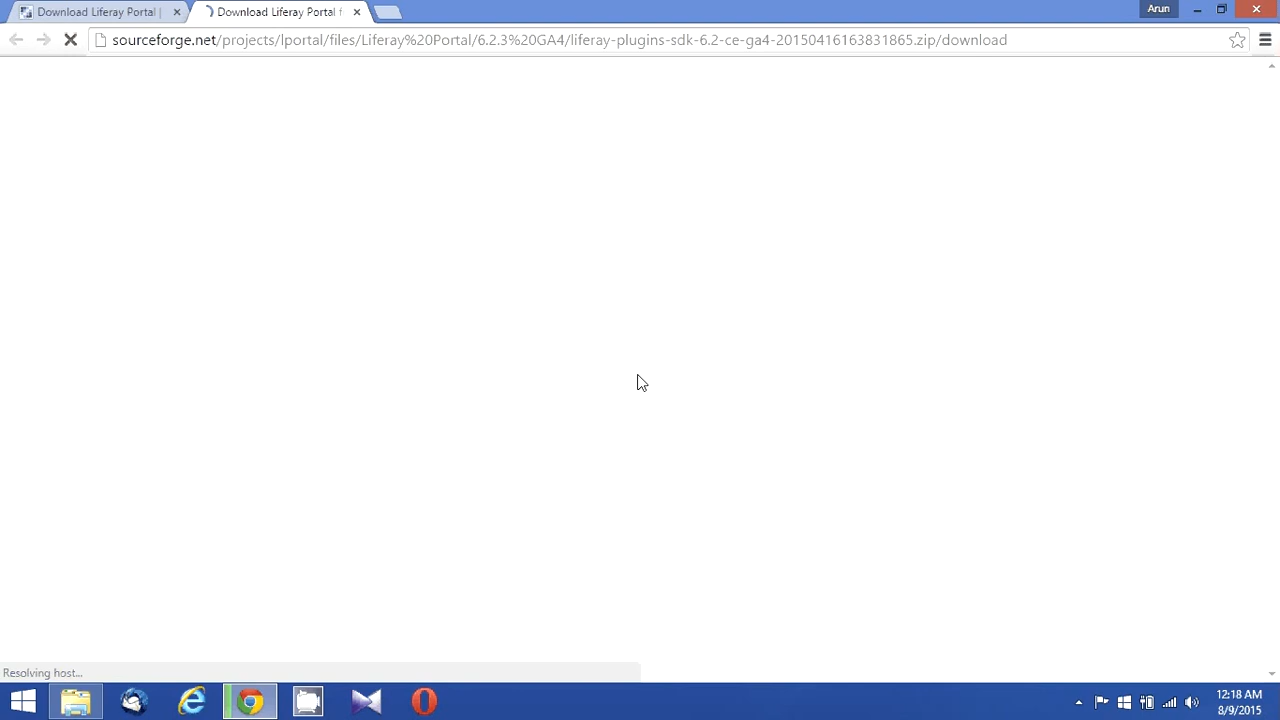 Download Liferay Portal |
Download Liferay Portal f
Arun
sourceforge.net/projects/lportal/files/Liferay%20Portal/6.2.3%20GA4/liferay-plugins-sdk-6.2-ce-ga4-20150416163831865.zip/download
Resolving host...
12:18 AM
8/9/2015